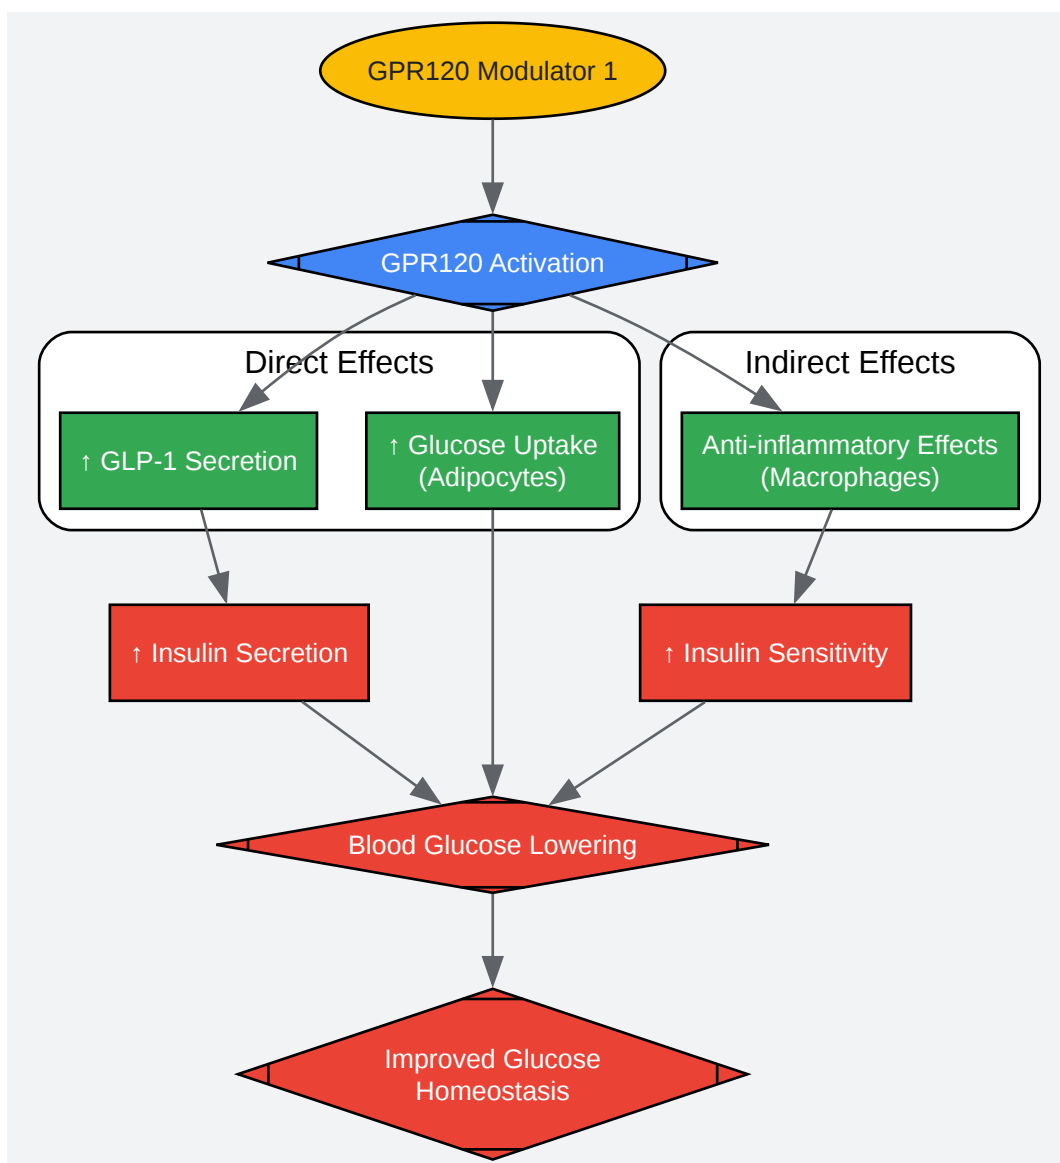 GPR120 Modulator 1
GPR120 Activation
Direct Effects
Indirect Effects
↑ GLP-1 Secretion
↑ Glucose Uptake
(Adipocytes)
Anti-inflammatory Effects
(Macrophages)
↑ Insulin Secretion
↑ Insulin Sensitivity
Blood Glucose Lowering
Improved Glucose
Homeostasis